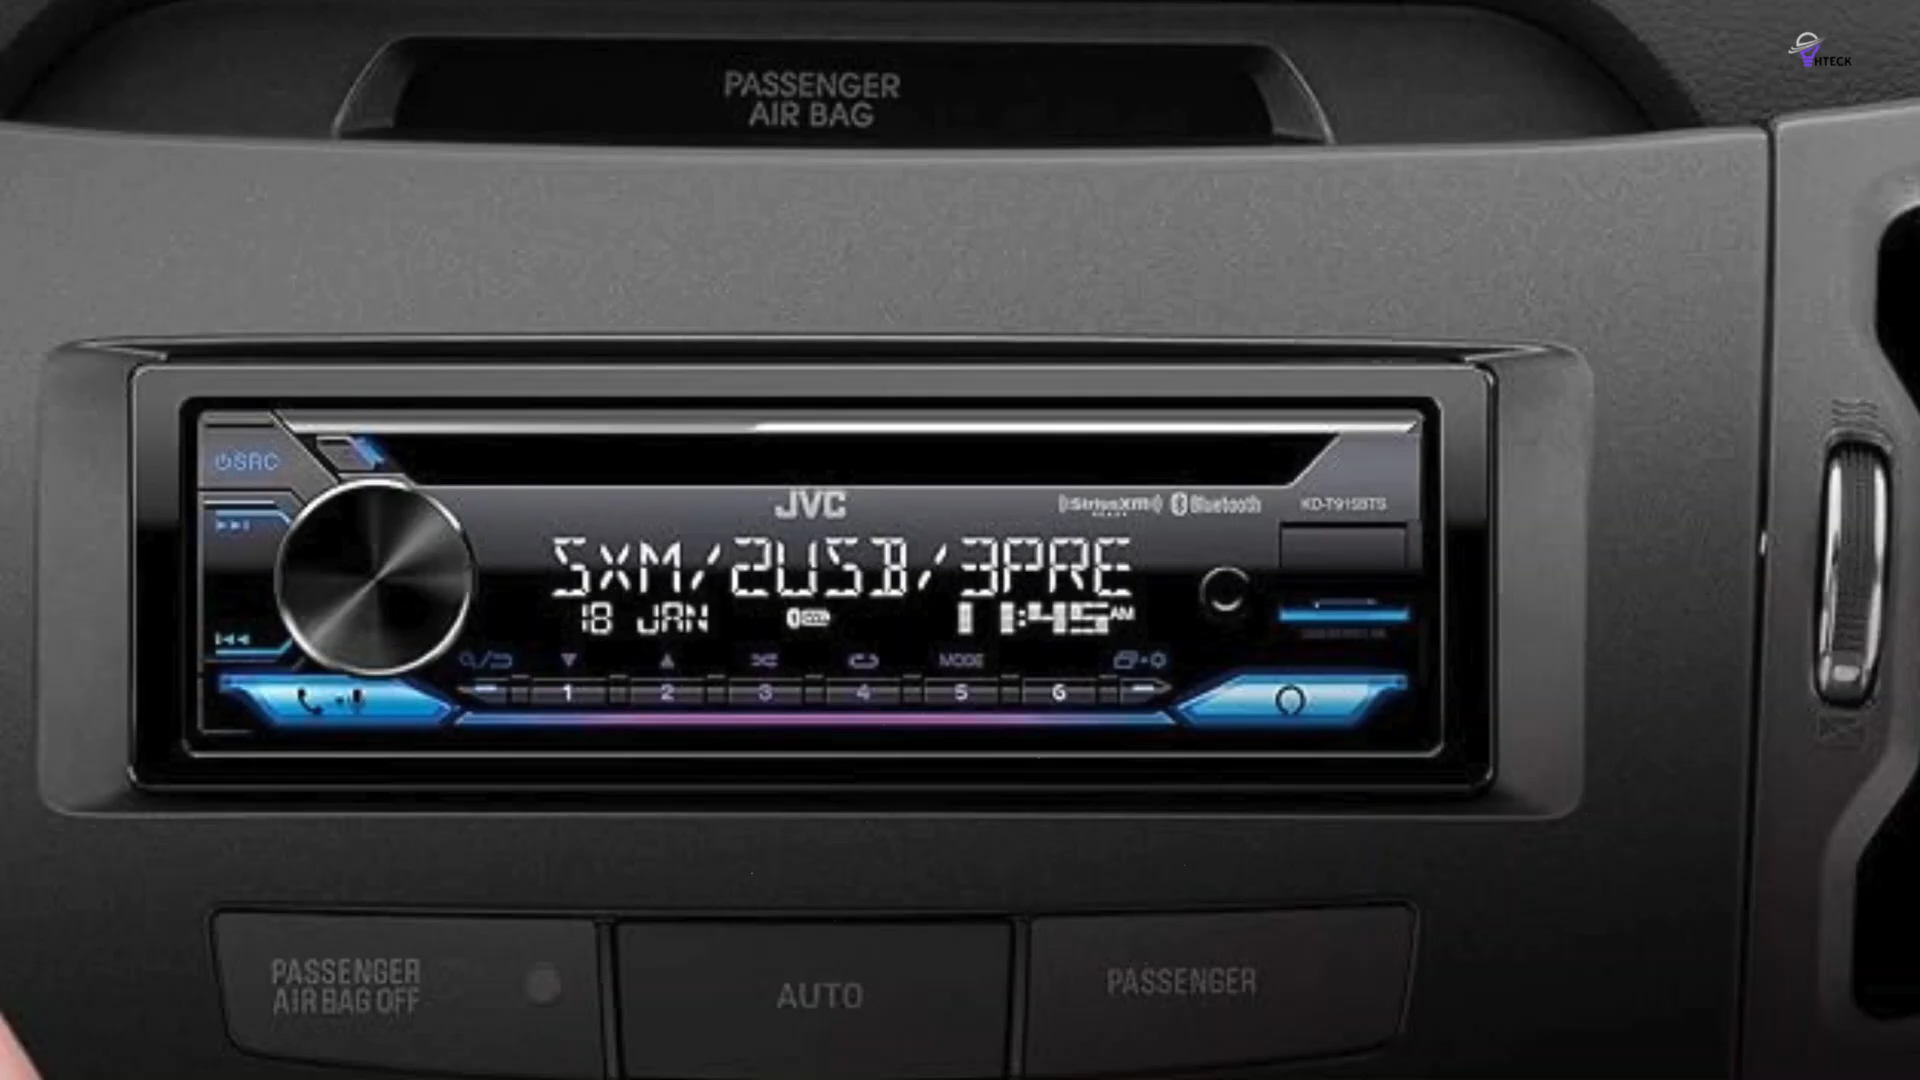 HTECK
PASSENGER
AIR BAG
SRC
JVC
SiriusXM
Bluetooth
KD-T915BTS
SXM/2USB/3PRE
18 JAN
11:45 AM
MODE
1 2 3 4 5 6
PASSENGER
AIR BAG OFF
AUTO
PASSENGER